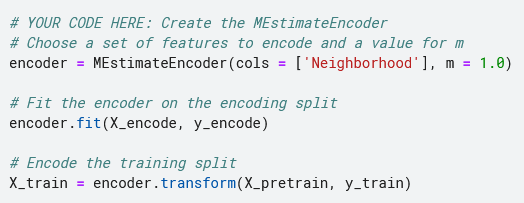 # YOUR CODE HERE: Create the MEstimateEncoder
# Choose a set of features to encode and a value for m
encoder = MEstimateEncoder(cols = ['Neighborhood'], m = 1.0)
# Fit the encoder on the encoding split
encoder.fit(X_encode, y_encode)
# Encode the training split
X_train = encoder.transform(X_pretrain, y_train)